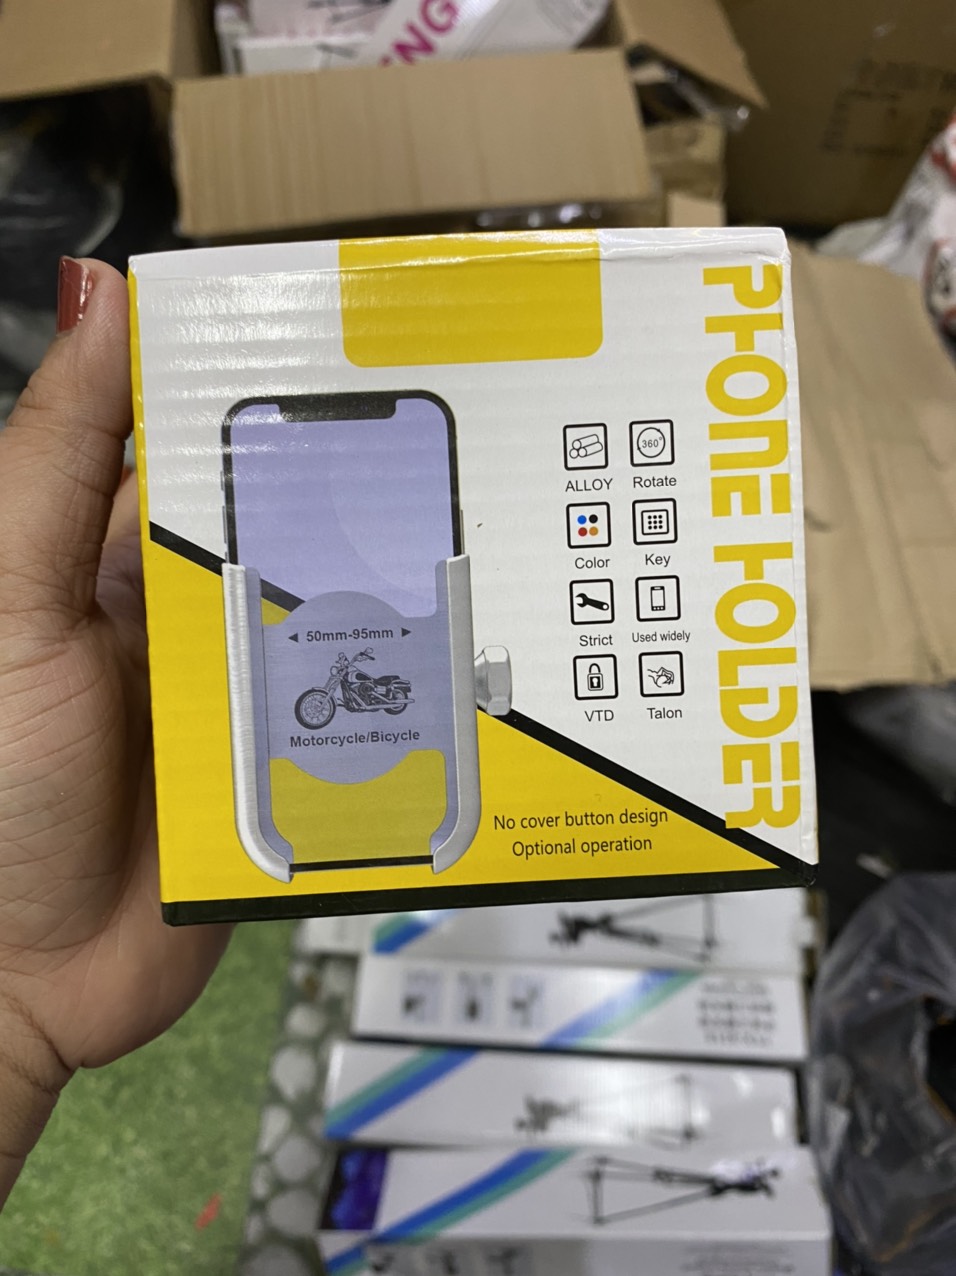 NG
PHONE HOLDER
360°
ALLOY
Rotate
Color
Key
Strict
Used widely
VTD
Talon
50mm-95mm
Motorcycle/Bicycle
No cover button design
Optional operation